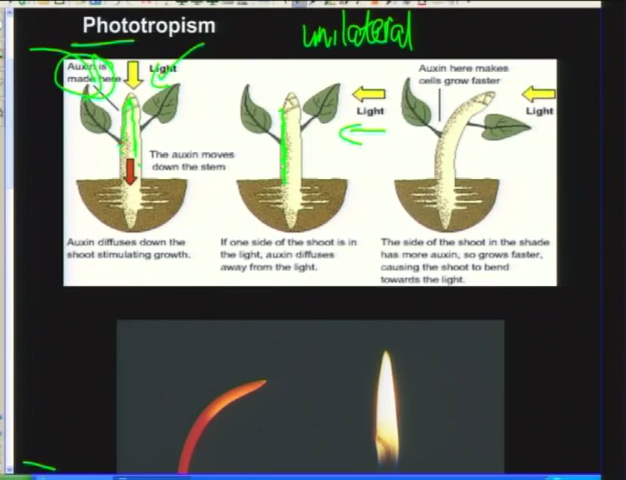 Phototropism
unilateral
Auxin is
made here
Light
The auxin moves
down the stem
Auxin diffuses down the
shoot stimulating growth.
Light
If one side of the shoot is in
the light, auxin diffuses
away from the light.
Auxin here makes
cells grow faster
Light
The side of the shoot in the shade
has more auxin, so grows faster,
causing the shoot to bend
towards the light.